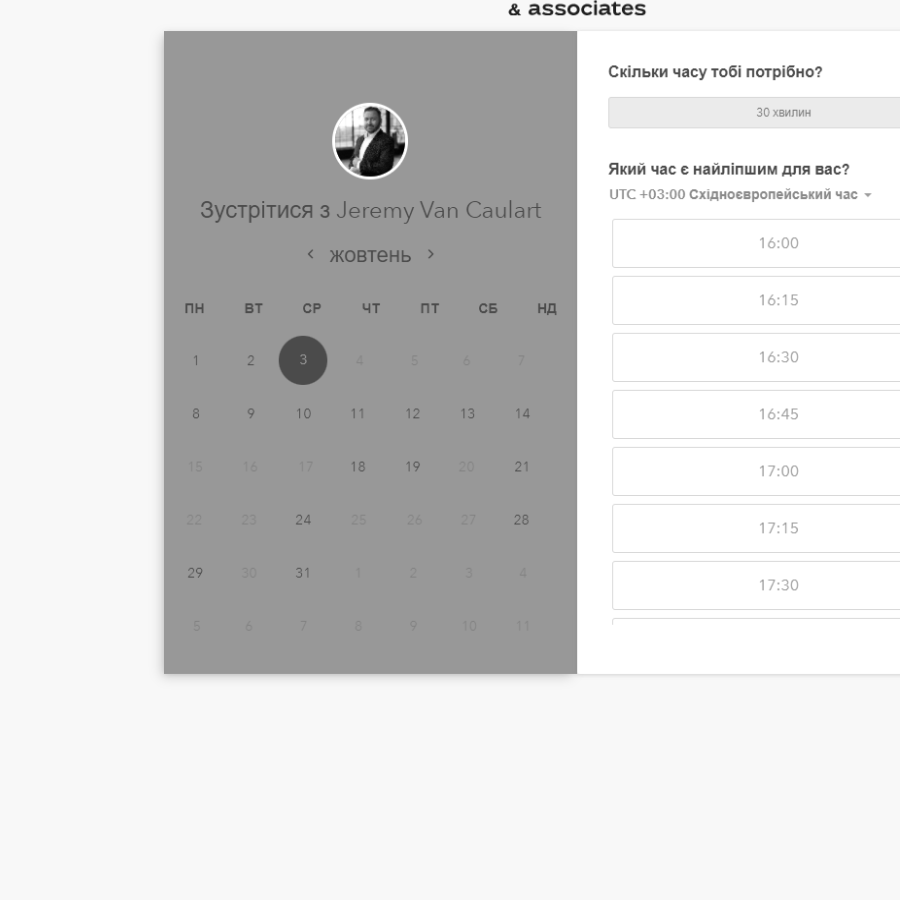 & associates
Зустрітися з Jeremy Van Caulart
жовтень
ПН ВТ СР ЧТ ПТ СБ НД
1 2 3 4 5 6 7
8 9 10 11 12 13 14
15 16 17 18 19 20 21
22 23 24 25 26 27 28
29 30 31 1 2 3 4
5 6 7 8 9 10 11
Скільки часу тобі потрібно?
30 хвилин
Який час є найліпшим для вас?
UTC +03:00 Східноєвропейський час
16:00
16:15
16:30
16:45
17:00
17:15
17:30